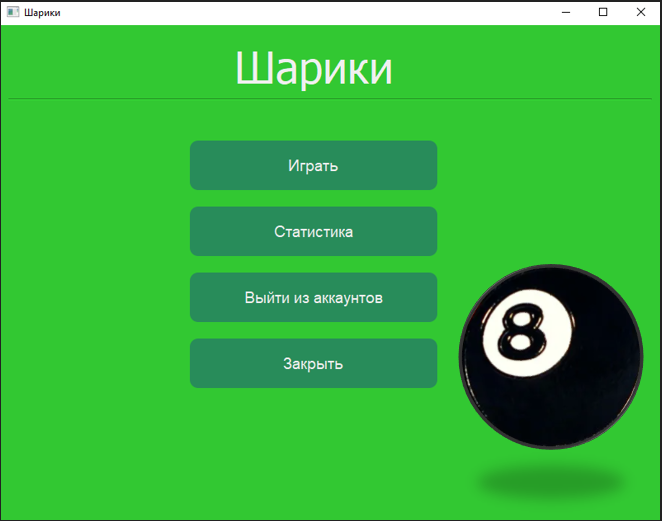 Шарики
Шарики
Играть
Статистика
Выйти из аккаунтов
Закрыть
8